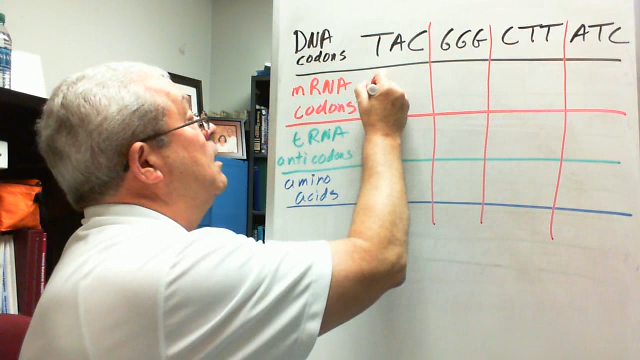 DNA TAC GGG CTT ATC
codons
mRNA
codons
tRNA
anticodons
amino
acids